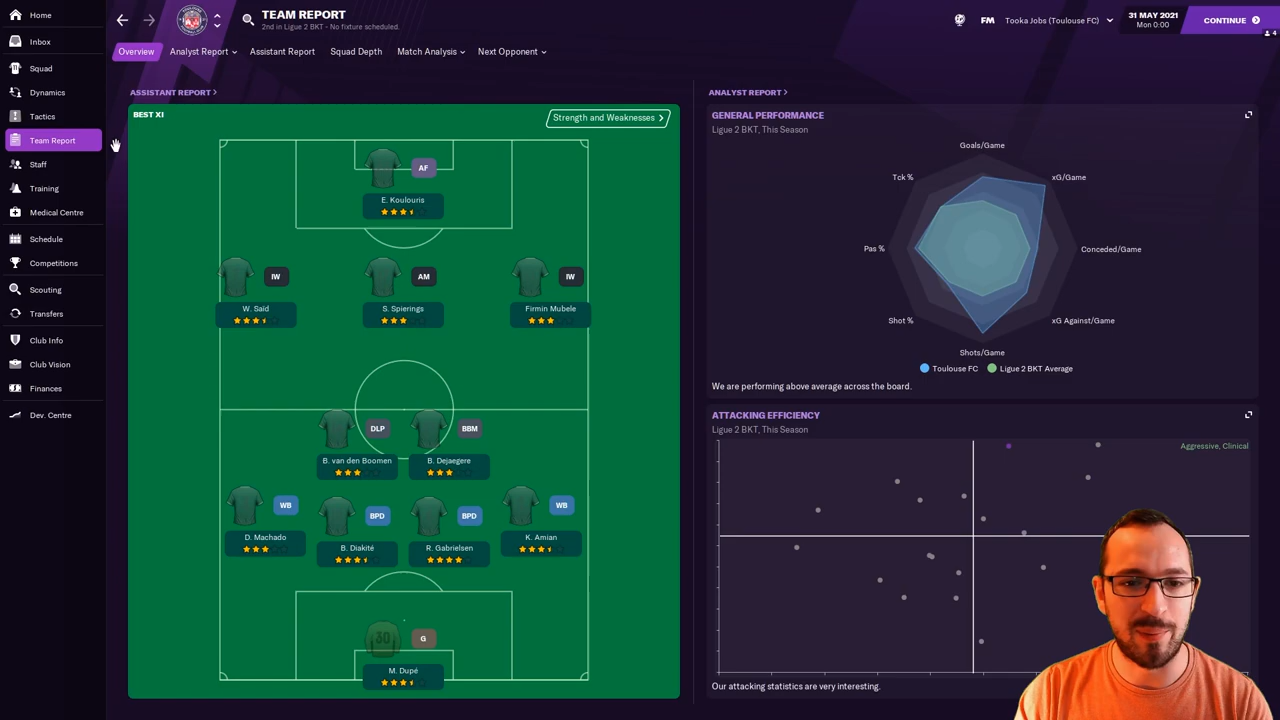 Home
Inbox
Squad
Dynamics
Tactics
Team Report
Staff
Training
Medical Centre
Schedule
Competitions
Scouting
Transfers
Club Info
Club Vision
Finances
Dev. Centre
TEAM REPORT
2nd in Ligue 2 BKT - No fixture scheduled.
FM
Tooka Jobs (Toulouse FC)
31 MAY 2021
Mon 0:00
CONTINUE
4
Overview
Analyst Report
Assistant Report
Squad Depth
Match Analysis
Next Opponent
ASSISTANT REPORT >
BEST XI
Strength and Weaknesses >
AF
E. Koulouris
IW
W. Saïd
AM
S. Spierings
IW
Firmin Mubele
DLP
B. van den Boomen
BBM
B. Dejaegere
WB
D. Machado
BPD
B. Diakité
BPD
R. Gabrielsen
WB
K. Amian
30
G
M. Dupé
ANALYST REPORT >
GENERAL PERFORMANCE
Ligue 2 BKT, This Season
Goals/Game
Tck %
xG/Game
Pas %
Conceded/Game
Shot %
xG Against/Game
Shots/Game
Toulouse FC
Ligue 2 BKT Average
We are performing above average across the board.
ATTACKING EFFICIENCY
Ligue 2 BKT, This Season
Aggressive, Clinical
Our attacking statistics are very interesting.